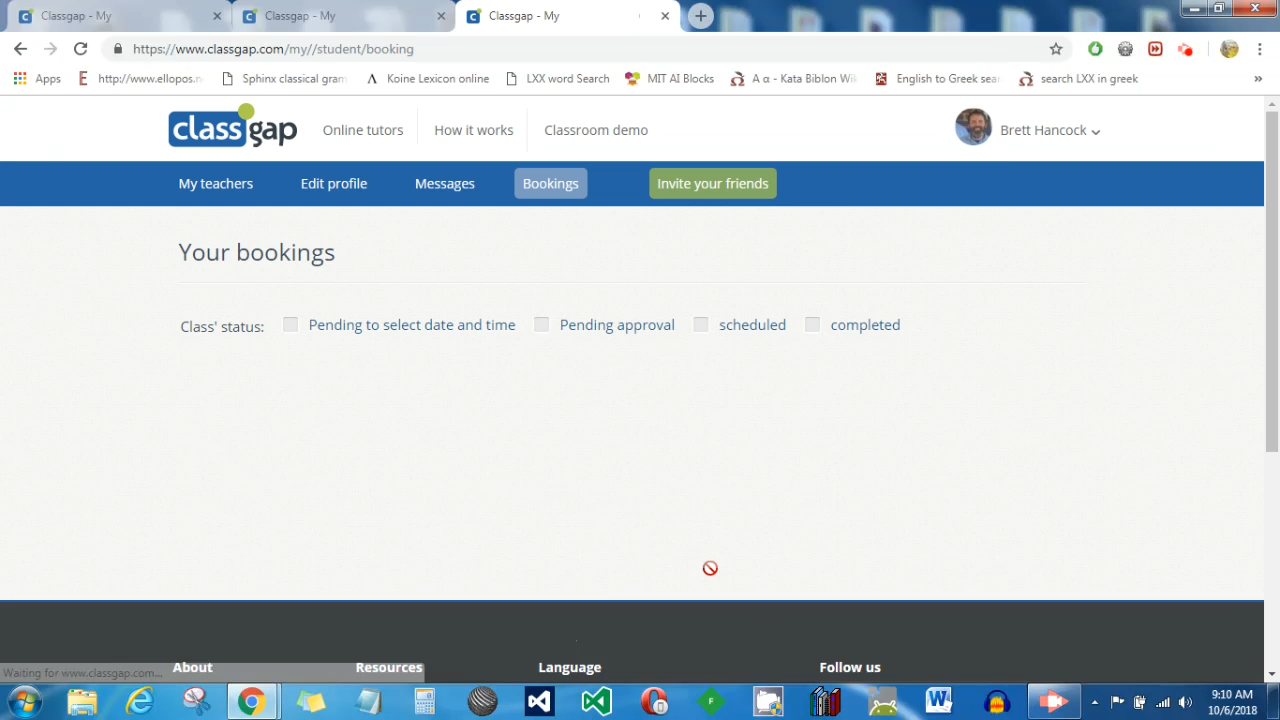 Classgap - My
Classgap - My
Classgap - My
https://www.classgap.com/my//student/booking
Apps
http://www.ellopos.n
Sphinx classical gram
Koine Lexicon online
LXX word Search
MIT AI Blocks
Α α - Kata Biblon Wik
English to Greek sear
search LXX in greek
»
classgap
Online tutors
How it works
Classroom demo
Brett Hancock
My teachers
Edit profile
Messages
Bookings
Invite your friends
Your bookings
Class' status:
Pending to select date and time
Pending approval
scheduled
completed
Waiting for www.classgap.com...
About
Resources
Language
Follow us
9:10 AM
10/6/2018